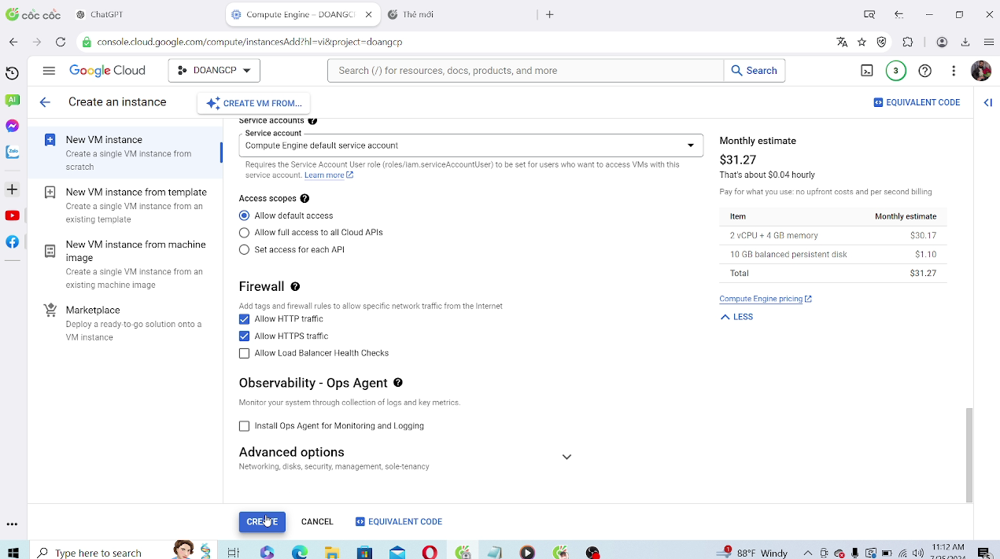 cốc cốc
ChatGPT
Compute Engine – DOANGC
Thẻ mới
console.cloud.google.com/compute/instancesAdd?hl=vi&project=doangcp
Google Cloud
DOANGCP
Search (/) for resources, docs, products, and more
Search
3
Create an instance
CREATE VM FROM...
EQUIVALENT CODE
AI
Zalo
New VM instance
Create a single VM instance from
scratch
New VM instance from template
Create a single VM instance from an
existing template
New VM instance from machine
image
Create a single VM instance from an
existing machine image
Marketplace
Deploy a ready-to-go solution onto a
VM instance
Service accounts
Service account
Compute Engine default service account
Requires the Service Account User role (roles/iam.serviceAccountUser) to be set for users who want to access VMs with this
service account. Learn more
Access scopes
Allow default access
Allow full access to all Cloud APIs
Set access for each API
Firewall
Add tags and firewall rules to allow specific network traffic from the Internet
Allow HTTP traffic
Allow HTTPS traffic
Allow Load Balancer Health Checks
Observability - Ops Agent
Monitor your system through collection of logs and key metrics.
Install Ops Agent for Monitoring and Logging
Advanced options
Networking, disks, security, management, sole-tenancy
Monthly estimate
$31.27
That's about $0.04 hourly
Pay for what you use: no upfront costs and per second billing
Item Monthly estimate
2 vCPU + 4 GB memory $30.17
10 GB balanced persistent disk $1.10
Total $31.27
Compute Engine pricing
LESS
CREATE
CANCEL
EQUIVALENT CODE
Type here to search
1
88°F Windy
11:12 AM